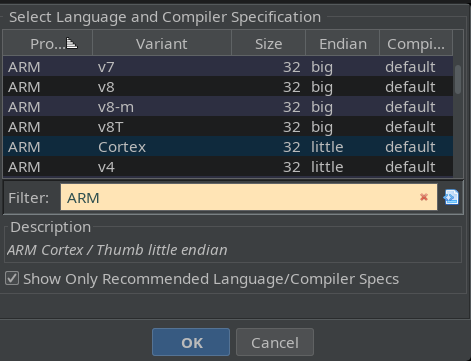 Select Language and Compiler Specification
Pro... Variant Size Endian Compi...
ARM v7 32 big default
ARM v8 32 big default
ARM v8-m 32 big default
ARM v8T 32 big default
ARM Cortex 32 little default
ARM v4 32 little default
Filter: ARM
Description
ARM Cortex / Thumb little endian
Show Only Recommended Language/Compiler Specs
OK Cancel